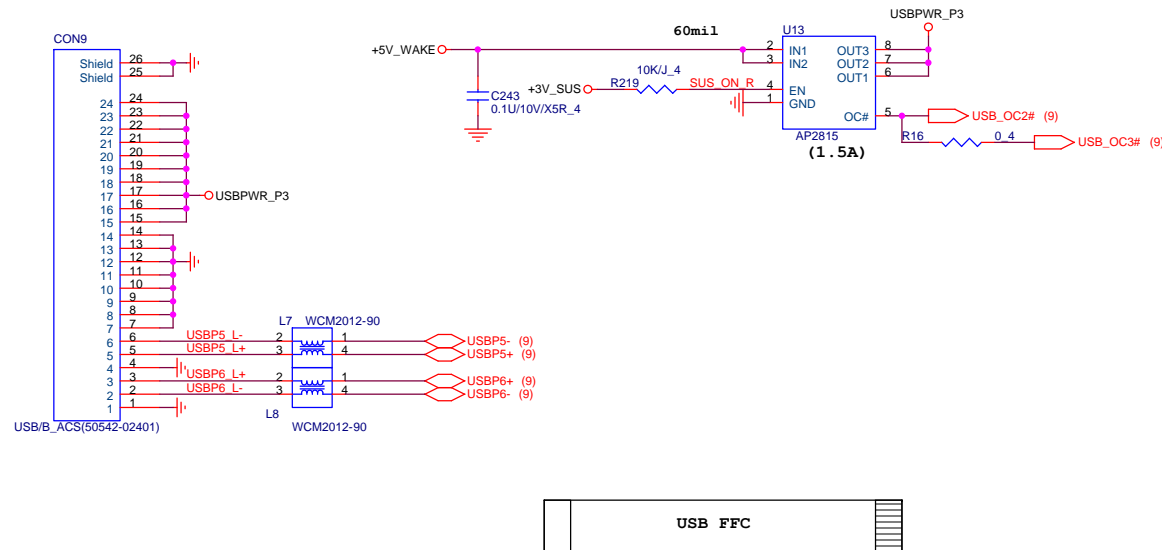 USBPWR_P3
CON9
+5V_WAKE
60mil
U13
26
Shield
25
Shield
2 IN1 OUT3 8
3 IN2 OUT2 7
OUT1 6
10K/J_4
+3V_SUS R219 SUS_ON_R 4 EN
1 GND
C243
0.1U/10V/X5R_4
OC# 5 USB_OC2# (9)
AP2815
(1.5A)
R16 0_4 USB_OC3# (9)
24 24
23 23
22 22
21 21
20 20
19 19
18 18
17 17 USBPWR_P3
16 16
15 15
14 14
13 13
12 12
11 11
10 10
9 9
8 8
7 7
L7 WCM2012-90
6 6 USBP5_L- 2 1 USBP5- (9)
5 5 USBP5_L+ 3 4 USBP5+ (9)
4 4
3 3 USBP6_L+ 2 1 USBP6+ (9)
2 2 USBP6_L- 3 4 USBP6- (9)
1 1
L8
WCM2012-90
USB/B_ACS(50542-02401)
USB FFC